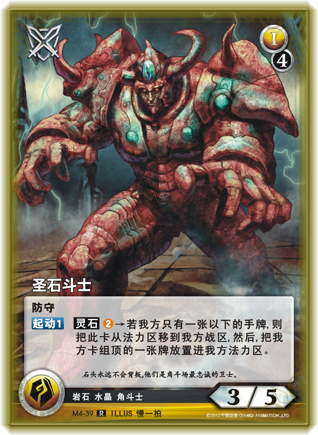 I
4
圣石斗士
防守
起动1 灵石 2→若我方只有一张以下的手牌,则
把此卡从法力区移到我方战区,然后,把我
方卡组顶的一张牌放置进我方法力区。
石头永远不会背叛,他们是角斗场最忠诚的卫士。
岩石 水晶 角斗士
3 / 5
M4-39 R ILLUS 慢一拍